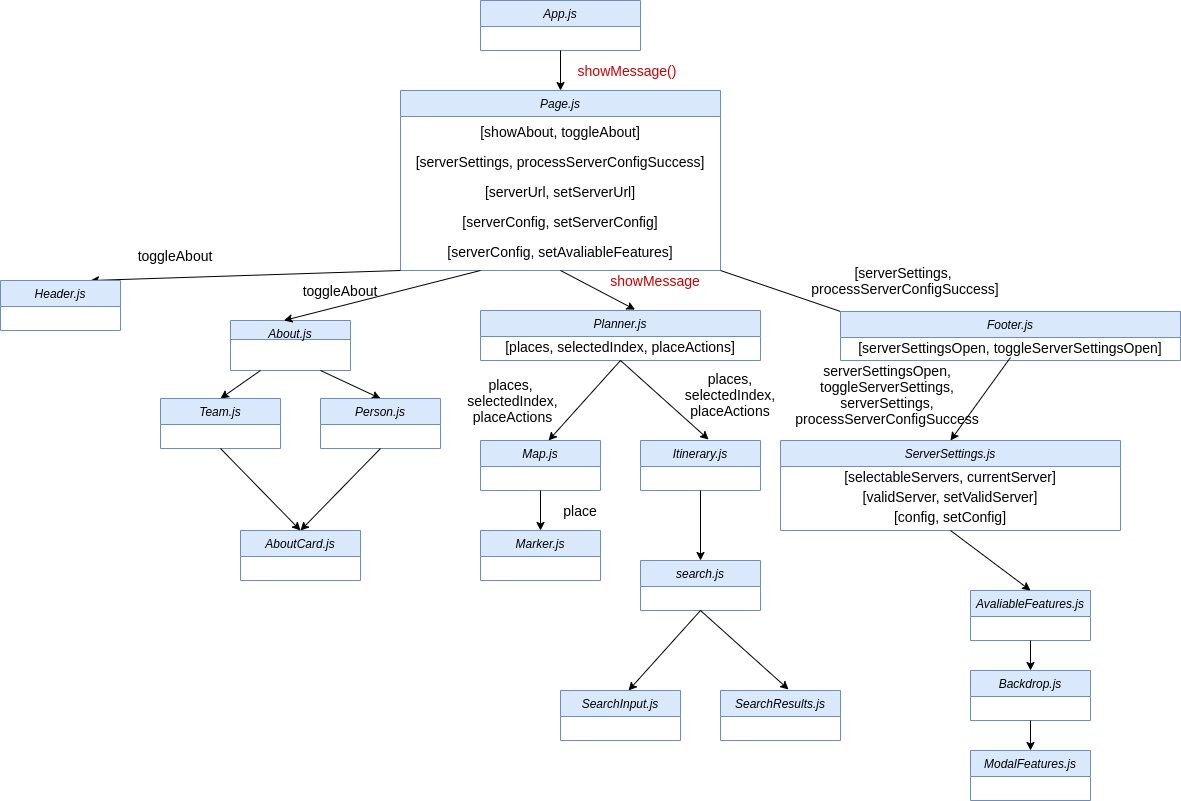 App.js
showMessage()
Page.js
[showAbout, toggleAbout]
[serverSettings, processServerConfigSuccess]
[serverUrl, setServerUrl]
[serverConfig, setServerConfig]
[serverConfig, setAvaliableFeatures]
toggleAbout
Header.js
toggleAbout
showMessage
[serverSettings,
processServerConfigSuccess]
About.js
Planner.js
[places, selectedIndex, placeActions]
Footer.js
[serverSettingsOpen, toggleServerSettingsOpen]
Team.js
Person.js
places,
selectedIndex,
placeActions
places,
selectedIndex,
placeActions
serverSettingsOpen,
toggleServerSettings,
serverSettings,
processServerConfigSuccess
Map.js
Itinerary.js
ServerSettings.js
[selectableServers, currentServer]
[validServer, setValidServer]
[config, setConfig]
place
AboutCard.js
Marker.js
search.js
AvaliableFeatures.js
Backdrop.js
SearchInput.js
SearchResults.js
ModalFeatures.js